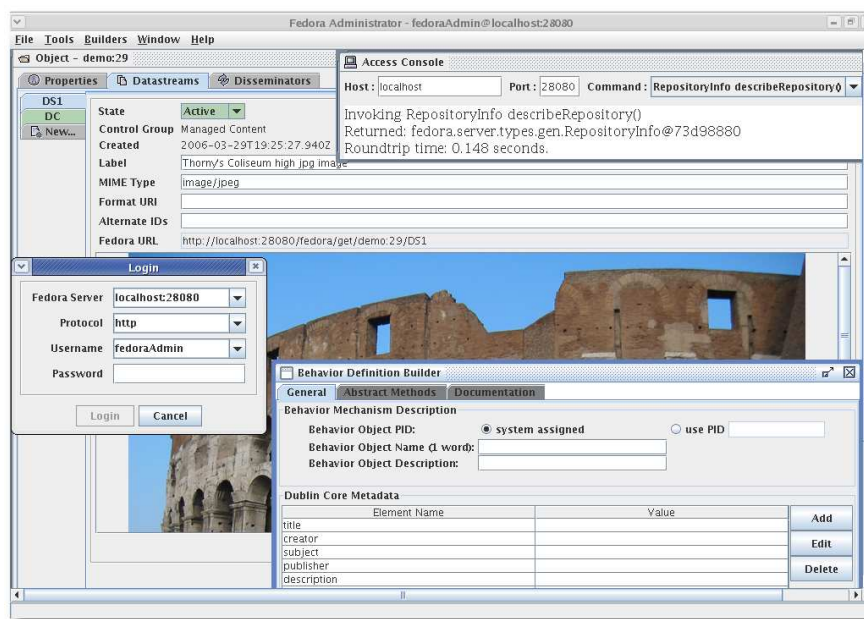 Fedora Administrator - fedoraAdmin@localhost:28080
File Tools Builders Window Help
Object - demo:29
Properties Datastreams Disseminators
DS1
DC
New...
State Active
Control Group Managed Content
Created 2006-03-29T19:25:27.940Z
Label Thorny's Coliseum high jpg image
MIME Type image/jpeg
Format URI
Alternate IDs
Fedora URL http://localhost:28080/fedora/get/demo:29/DS1
Access Console
Host: localhost Port: 28080 Command: RepositoryInfo describeRepository()
Invoking RepositoryInfo describeRepository()
Returned: fedora.server.types.gen.RepositoryInfo@73d98880
Roundtrip time: 0.148 seconds.
Login
Fedora Server localhost:28080
Protocol http
Username fedoraAdmin
Password
Login Cancel
Behavior Definition Builder
General Abstract Methods Documentation
Behavior Mechanism Description
Behavior Object PID: system assigned use PID
Behavior Object Name (1 word):
Behavior Object Description:
Dublin Core Metadata
Element Name Value
title
creator
subject
publisher
description
Add
Edit
Delete